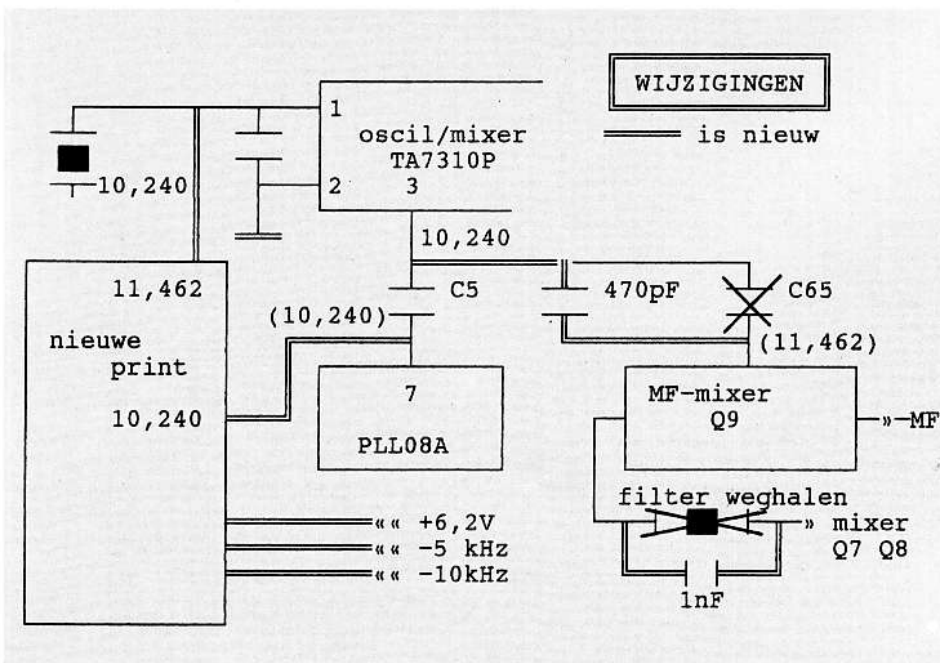 WIJZIGINGEN
is nieuw
1
oscil/mixer
TA7310P
2
3
10,240
10,240
11,462
C5
470pF
C65
(10,240)
(11,462)
nieuwe
print
10,240
7
PLL08A
MF-mixer
Q9
» MF
filter weghalen
» mixer
Q7 Q8
1nF
«« +6,2V
«« -5 kHz
«« -10kHz